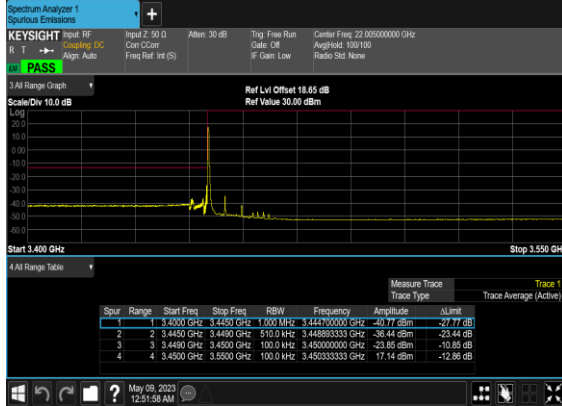 Spectrum Analyzer 1
Spurious Emissions
+
KEYSIGHT Input: RF Input Z: 50 Ω Atten: 30 dB Trig: Free Run Center Freq: 22.005000000 GHz
R T Coupling: DC Corr CCorr Gate: Off Avg|Hold: 100/100
Align: Auto Freq Ref: Int (S) IF Gain: Low Radio Std: None
PASS
3 All Range Graph
Ref Lvl Offset 18.65 dB
Scale/Div 10.0 dB Ref Value 30.00 dBm
Log
20.0
10.0
0.00
-10.0
-20.0
-30.0
-40.0
-50.0
-60.0
Start 3.400 GHz Stop 3.550 GH
4 All Range Table
Measure Trace Trace 1
Trace Type Trace Average (Active)
Spur Range Start Freq Stop Freq RBW Frequency Amplitude ΔLimit
1 1 3.4000 GHz 3.4450 GHz 1.000 MHz 3.444700000 GHz -40.77 dBm -27.77 dB
2 2 3.4450 GHz 3.4490 GHz 510.0 kHz 3.448893333 GHz -36.44 dBm -23.44 dB
3 3 3.4490 GHz 3.4500 GHz 100.0 kHz 3.450000000 GHz -23.85 dBm -10.85 dB
4 4 3.4500 GHz 3.5500 GHz 100.0 kHz 3.450333333 GHz 17.14 dBm -12.86 dB
? May 09, 2023
12:51:58 AM